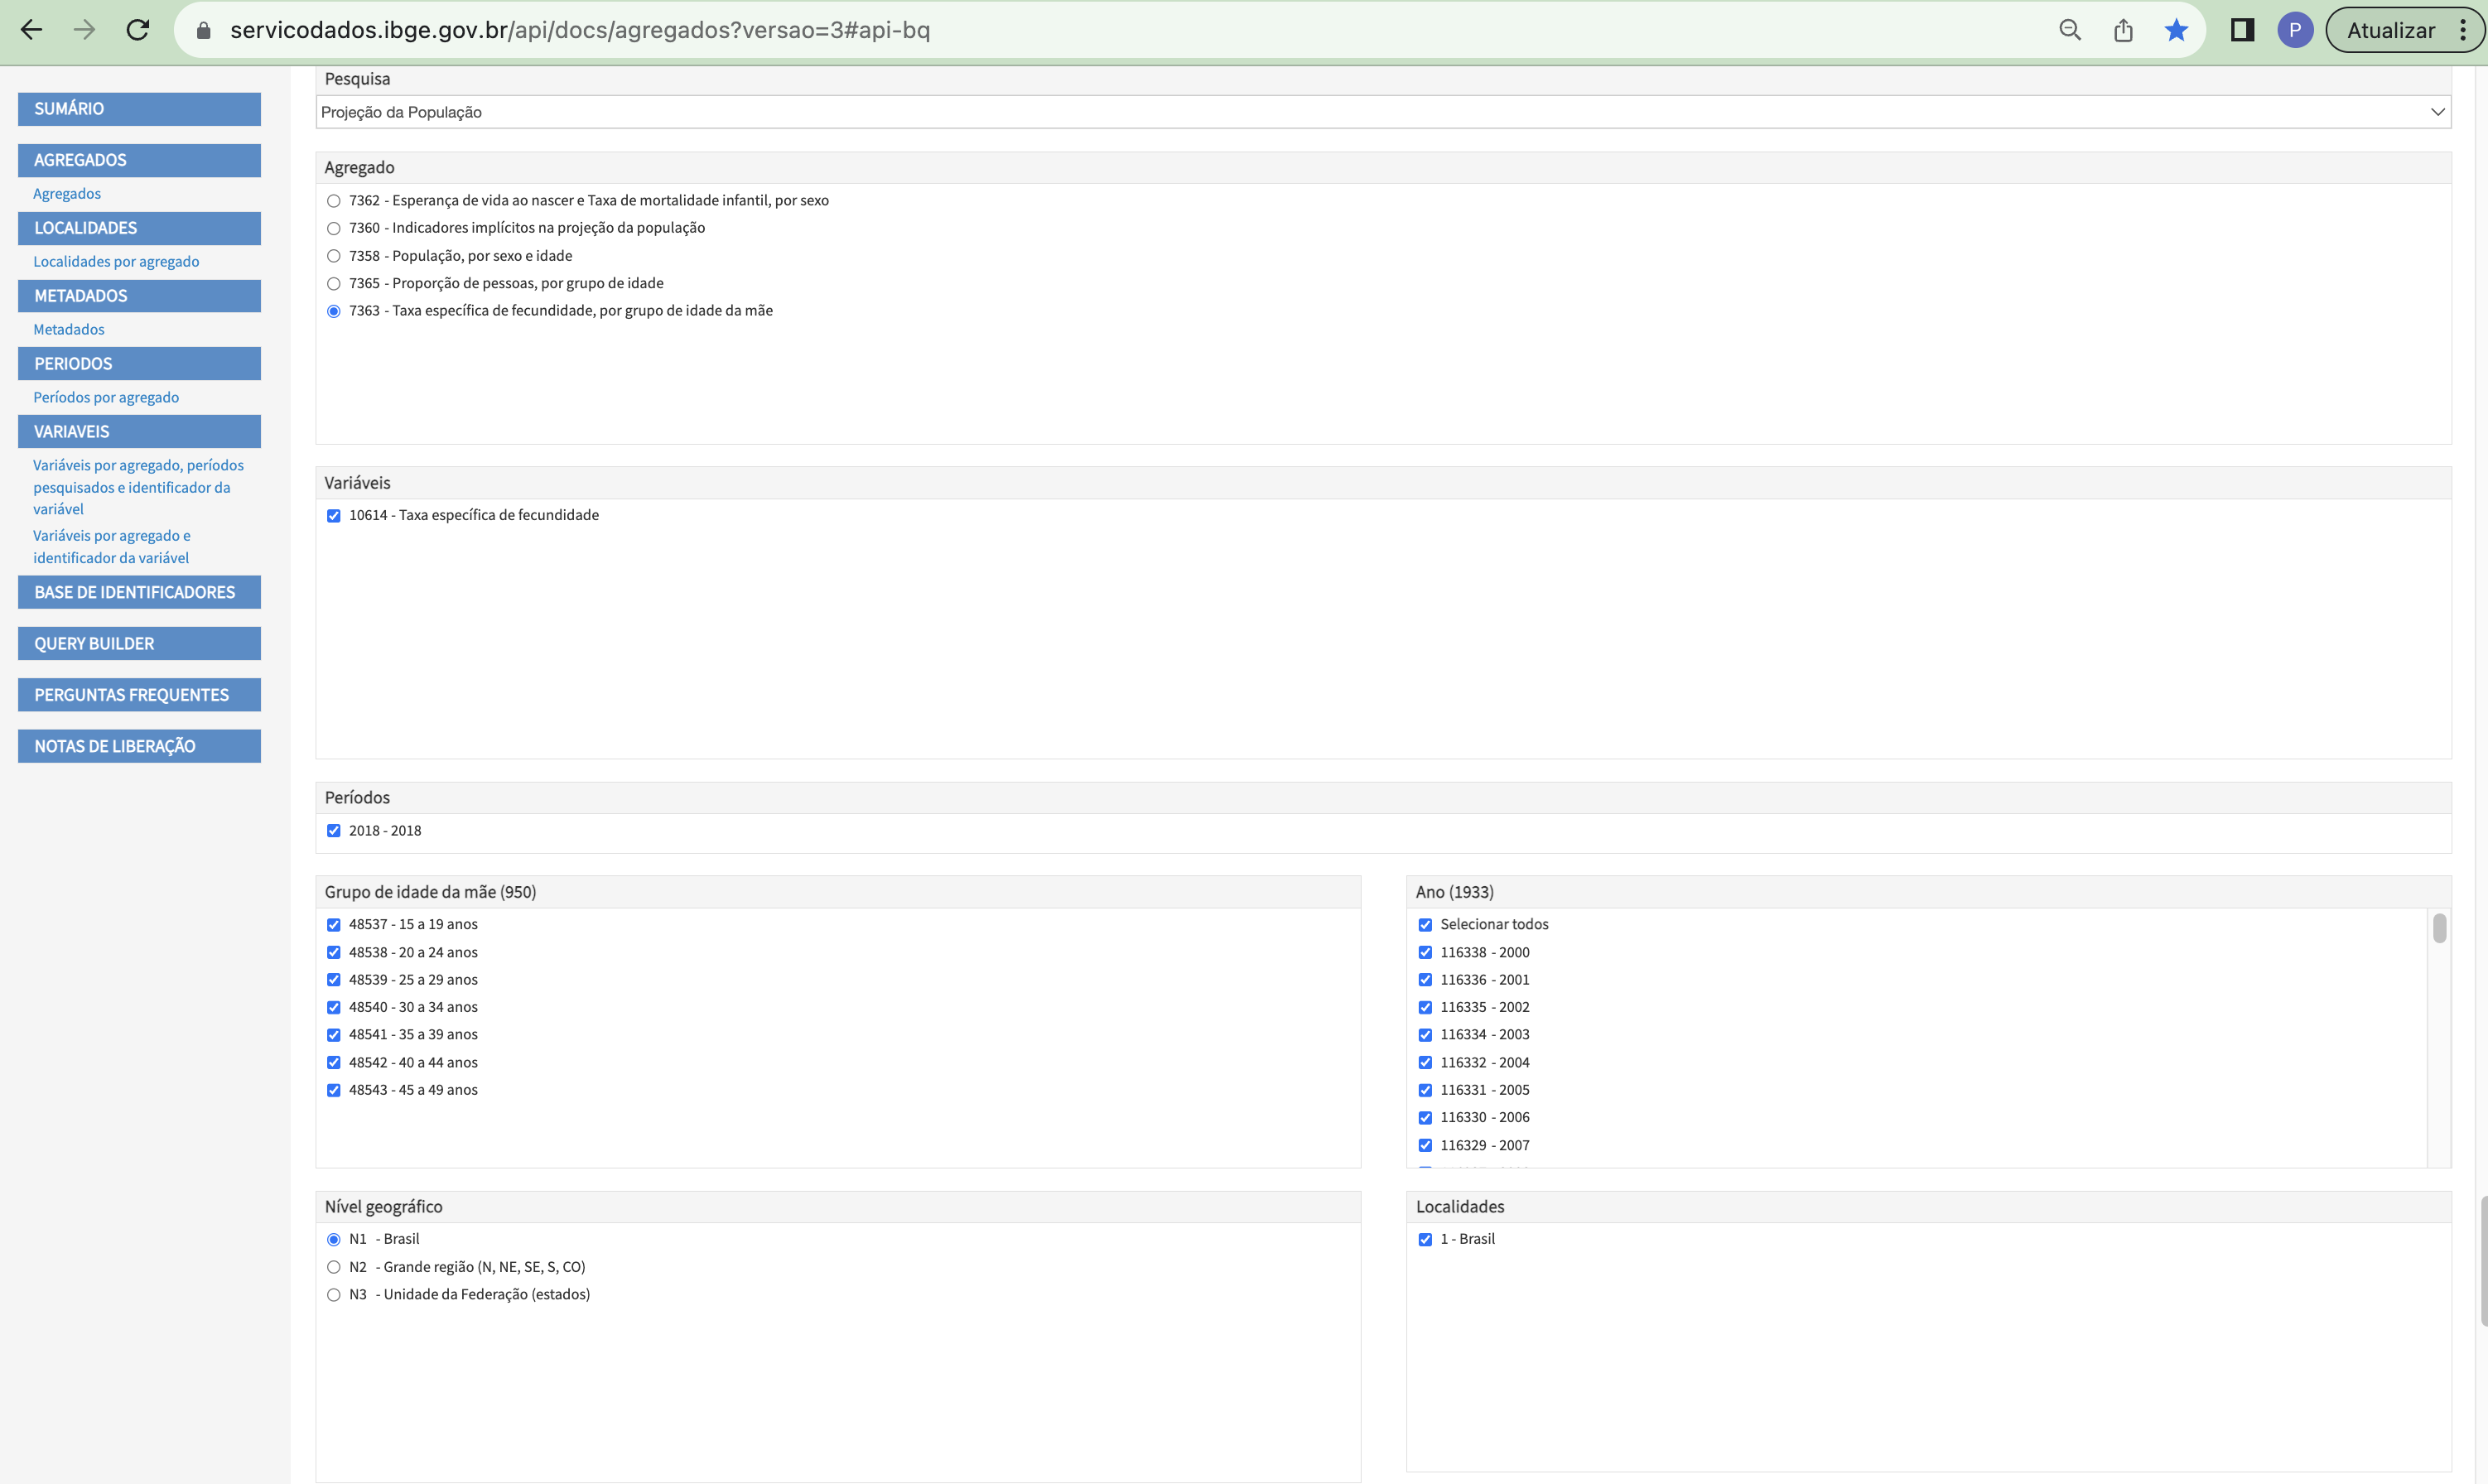 servicodados.ibge.gov.br/api/docs/agregados?versao=3#api-bq
P
Atualizar
SUMÁRIO
AGREGADOS
Agregados
LOCALIDADES
Localidades por agregado
METADADOS
Metadados
PERIODOS
Períodos por agregado
VARIAVEIS
Variáveis por agregado, períodos
pesquisados e identificador da
variável
Variáveis por agregado e
identificador da variável
BASE DE IDENTIFICADORES
QUERY BUILDER
PERGUNTAS FREQUENTES
NOTAS DE LIBERAÇÃO
Pesquisa
Projeção da População
Agregado
7362 - Esperança de vida ao nascer e Taxa de mortalidade infantil, por sexo
7360 - Indicadores implícitos na projeção da população
7358 - População, por sexo e idade
7365 - Proporção de pessoas, por grupo de idade
7363 - Taxa específica de fecundidade, por grupo de idade da mãe
Variáveis
10614 - Taxa específica de fecundidade
Períodos
2018 - 2018
Grupo de idade da mãe (950)
48537 - 15 a 19 anos
48538 - 20 a 24 anos
48539 - 25 a 29 anos
48540 - 30 a 34 anos
48541 - 35 a 39 anos
48542 - 40 a 44 anos
48543 - 45 a 49 anos
Ano (1933)
Selecionar todos
116338 - 2000
116336 - 2001
116335 - 2002
116334 - 2003
116332 - 2004
116331 - 2005
116330 - 2006
116329 - 2007
Nível geográfico
N1 - Brasil
N2 - Grande região (N, NE, SE, S, CO)
N3 - Unidade da Federação (estados)
Localidades
1 - Brasil